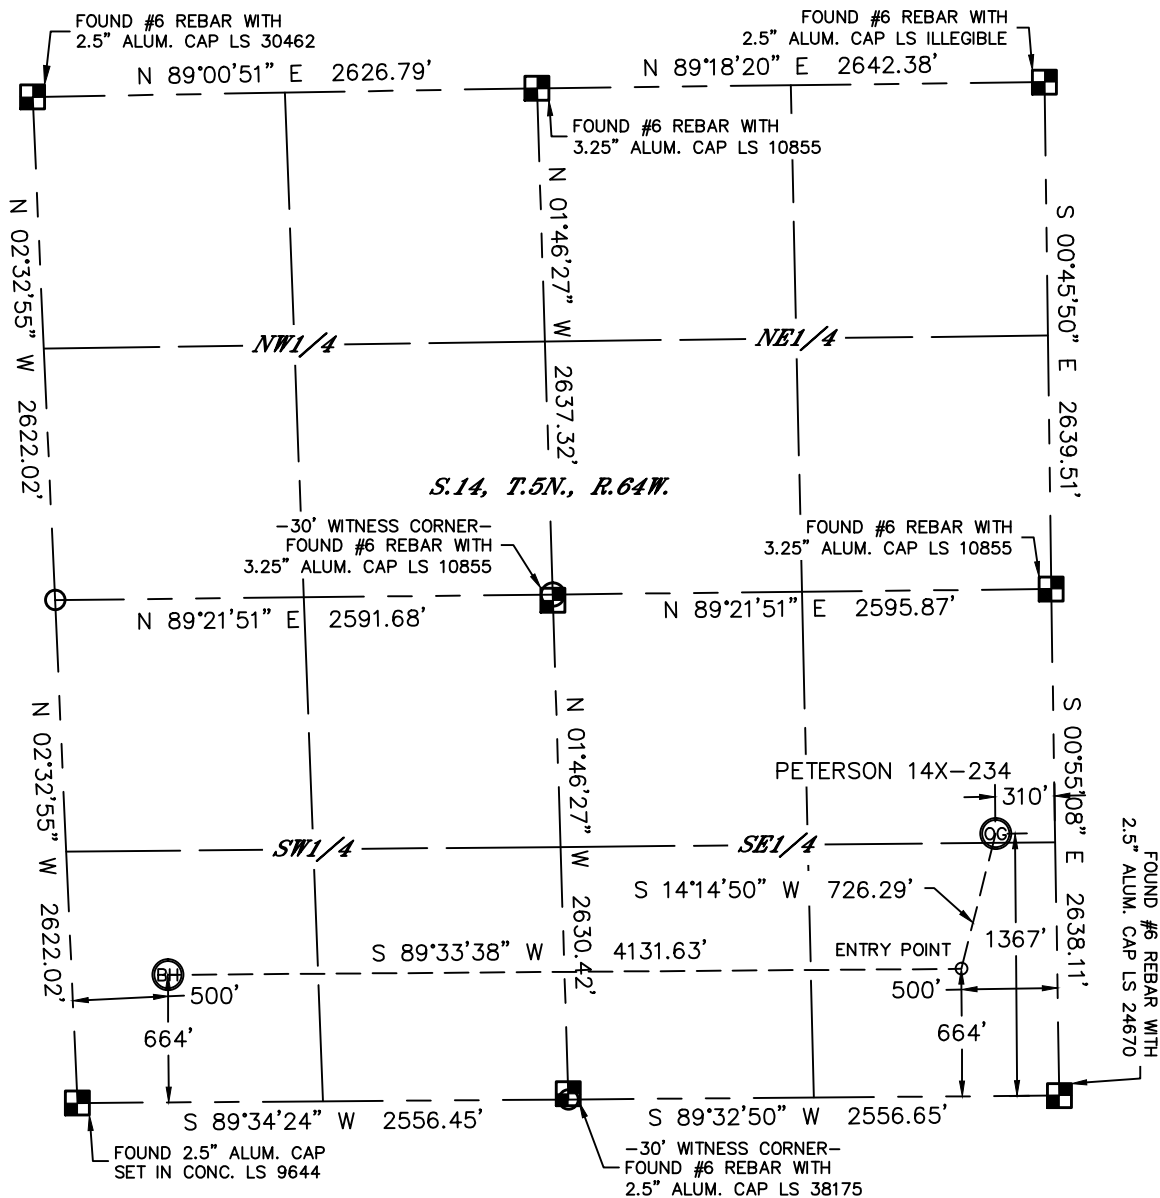 FOUND #6 REBAR WITH
2.5" ALUM. CAP LS 30462
FOUND #6 REBAR WITH
2.5" ALUM. CAP LS ILLEGIBLE
N 89°00'51" E 2626.79'
N 89°18'20" E 2642.38'
FOUND #6 REBAR WITH
3.25" ALUM. CAP LS 10855
N 02°32'55" W 2622.02'
N 01°46'27" W 2637.32'
S 00°45'50" E 2639.51'
NW1/4
NE1/4
S.14, T.5N., R.64W.
-30' WITNESS CORNER-
FOUND #6 REBAR WITH
3.25" ALUM. CAP LS 10855
FOUND #6 REBAR WITH
3.25" ALUM. CAP LS 10855
N 89°21'51" E 2591.68'
N 89°21'51" E 2595.87'
N 02°32'55" W 2622.02'
N 01°46'27" W 2630.42'
S 00°55'08" E 2638.11'
PETERSON 14X-234
310'
OG
SW1/4
SE1/4
S 14°14'50" W 726.29'
1367'
S 89°33'38" W 4131.63'
ENTRY POINT
BH
500'
500'
664'
664'
FOUND #6 REBAR WITH
2.5" ALUM. CAP LS 24670
S 89°34'24" W 2556.45'
S 89°32'50" W 2556.65'
FOUND 2.5" ALUM. CAP
SET IN CONC. LS 9644
-30' WITNESS CORNER-
FOUND #6 REBAR WITH
2.5" ALUM. CAP LS 38175